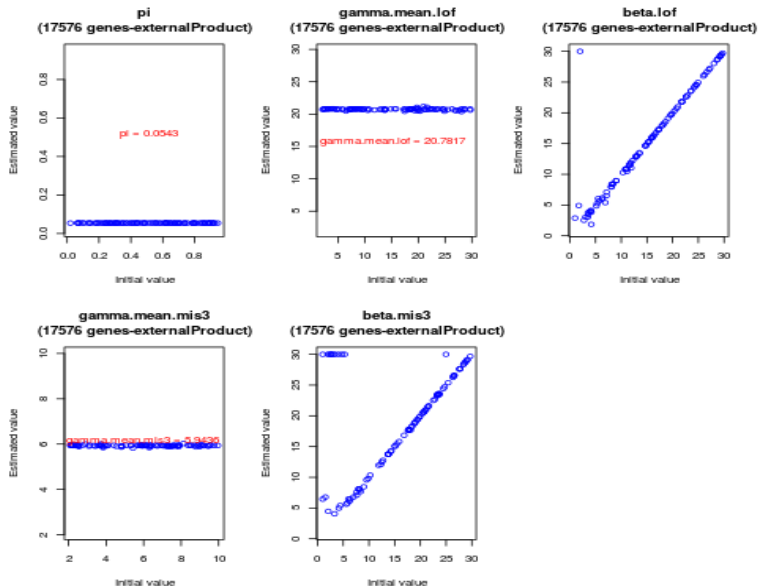 pi
(17576 genes-externalProduct)
Estimated value
0.0 0.2 0.4 0.6 0.8
pi = 0.0543
0.0 0.2 0.4 0.6 0.8
Initial value
gamma.mean.lof
(17576 genes-externalProduct)
Estimated value
5 10 15 20 25 30
gamma.mean.lof = 20.7817
5 10 15 20 25 30
Initial value
beta.lof
(17576 genes-externalProduct)
Estimated value
0 5 10 15 20 25 30
0 5 10 15 20 25 30
Initial value
gamma.mean.mis3
(17576 genes-externalProduct)
Estimated value
2 4 6 8 10
gamma.mean.mis3 = 5.9436
2 4 6 8 10
Initial value
beta.mis3
(17576 genes-externalProduct)
Estimated value
0 5 10 15 20 25 30
0 5 10 15 20 25 30
Initial value